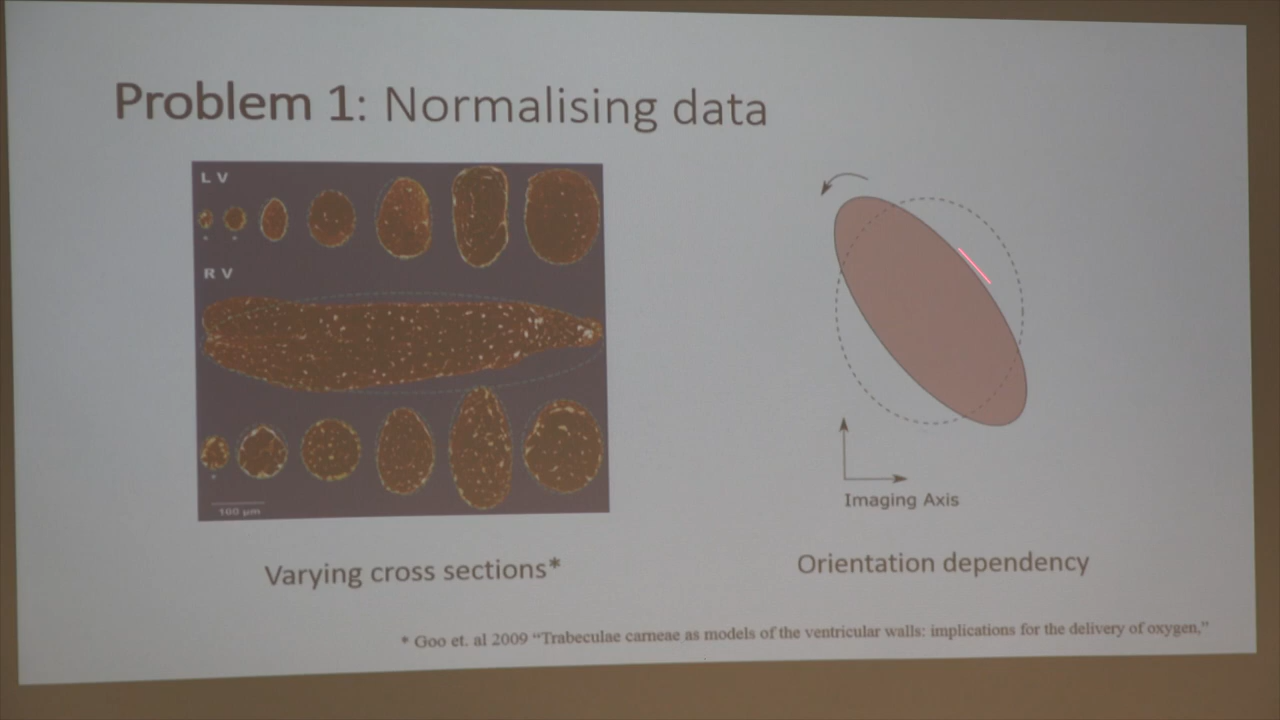 Problem 1: Normalising data
L V
R V
100 µm
Imaging Axis
Varying cross sections*
Orientation dependency
* Goo et. al 2009 “Trabeculae carneae as models of the ventricular walls: implications for the delivery of oxygen,”